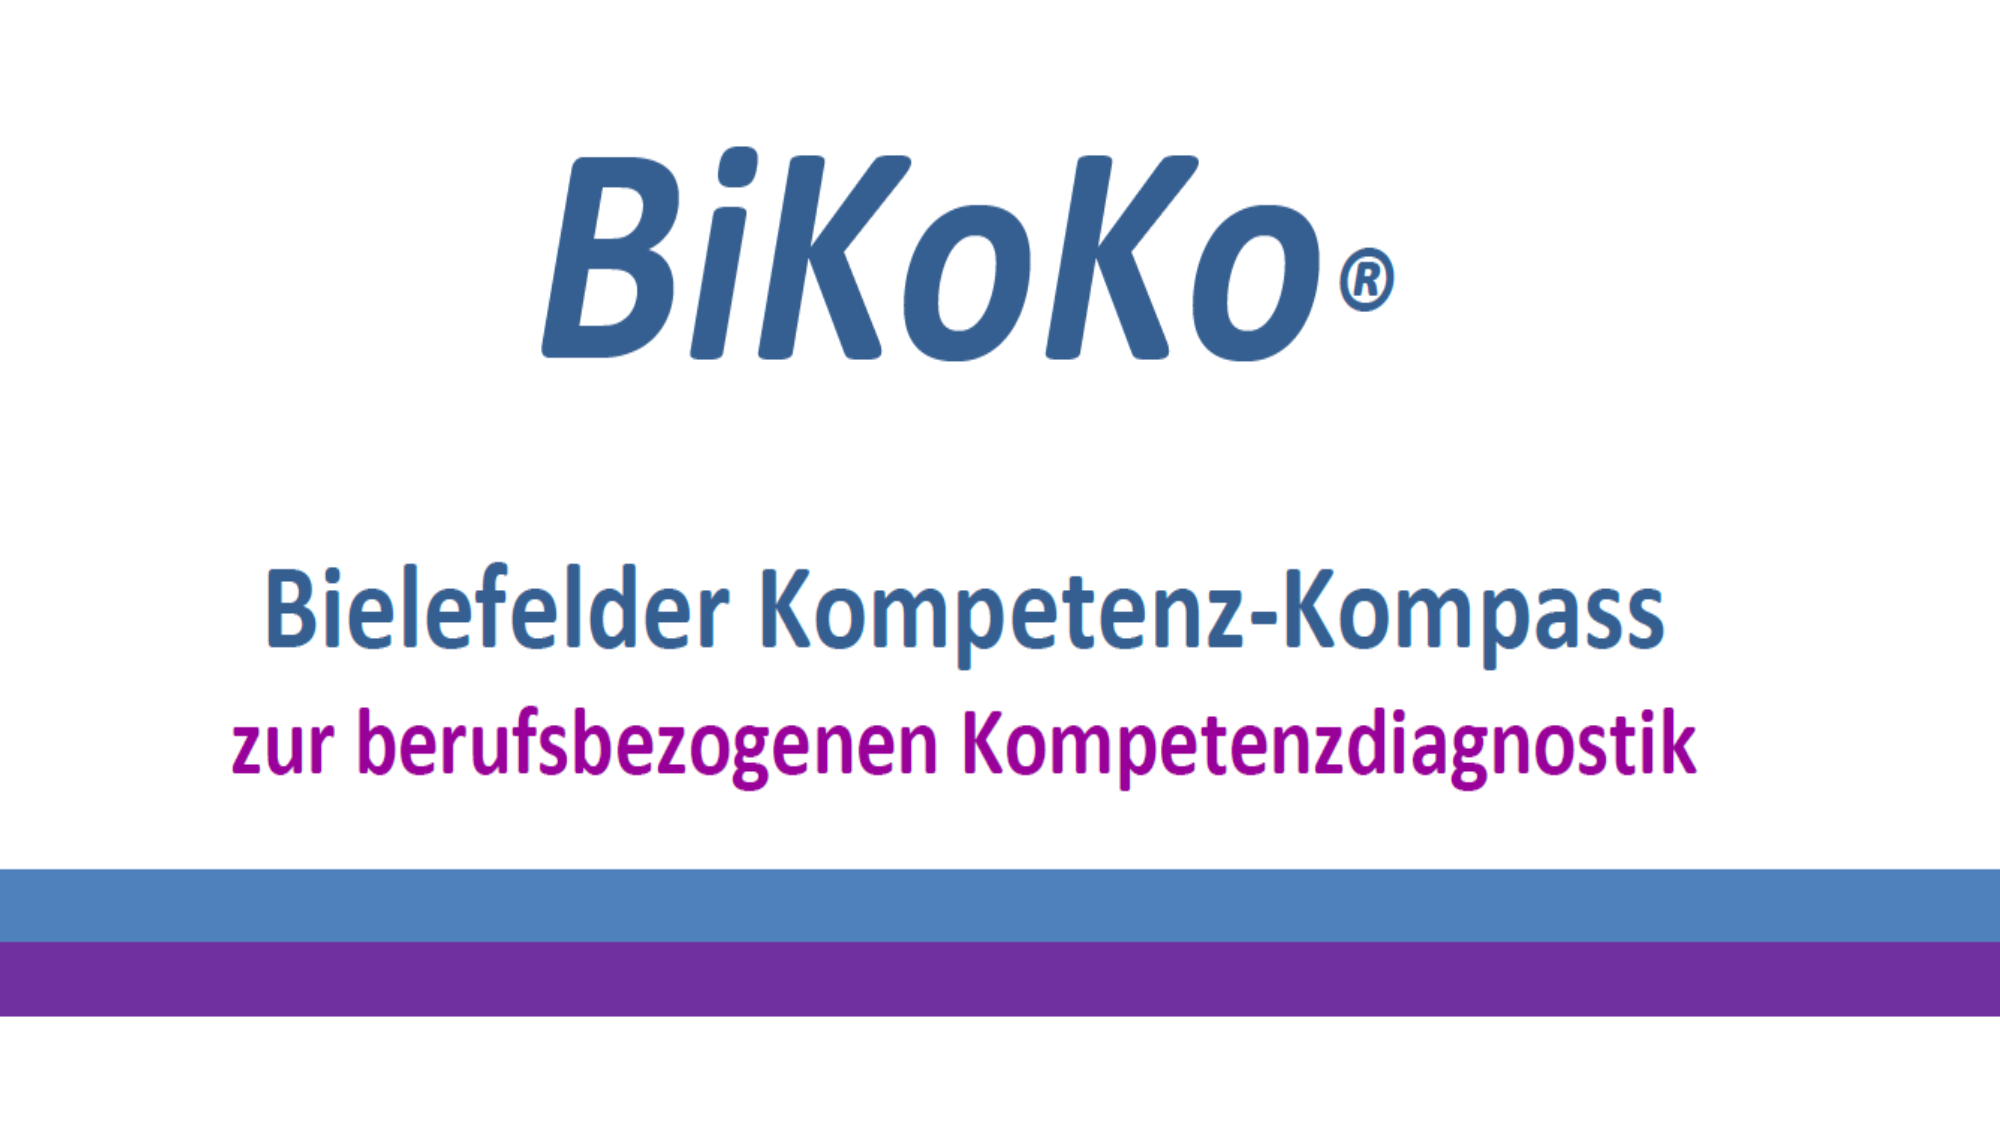 BiKoKo®
Bielefelder Kompetenz-Kompass
zur berufsbezogenen Kompetenzdiagnostik